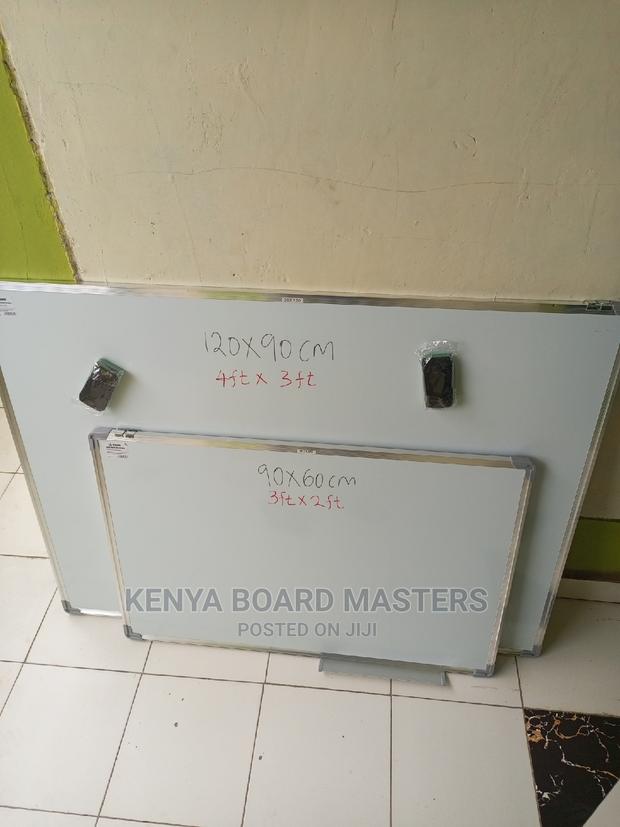 120X90CM
4ft x 3ft
90X60CM
3ft X 2ft
KENYA BOARD MASTERS
POSTED ON JIJI